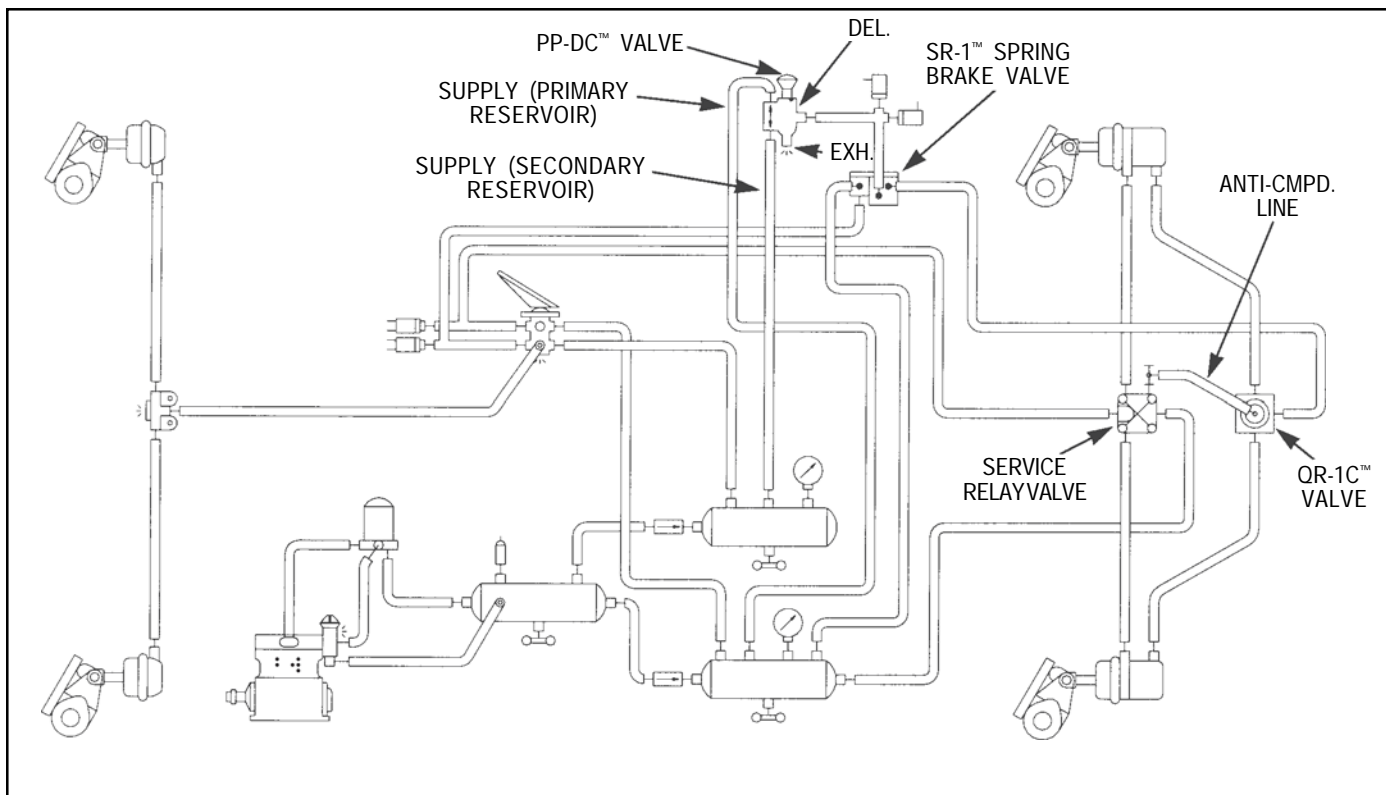 PP-DC™ VALVE
DEL.
SR-1™ SPRING
BRAKE VALVE
SUPPLY (PRIMARY
RESERVOIR)
EXH.
SUPPLY (SECONDARY
RESERVOIR)
ANTI-CMPD.
LINE
SERVICE
RELAYVALVE
QR-1C™
VALVE